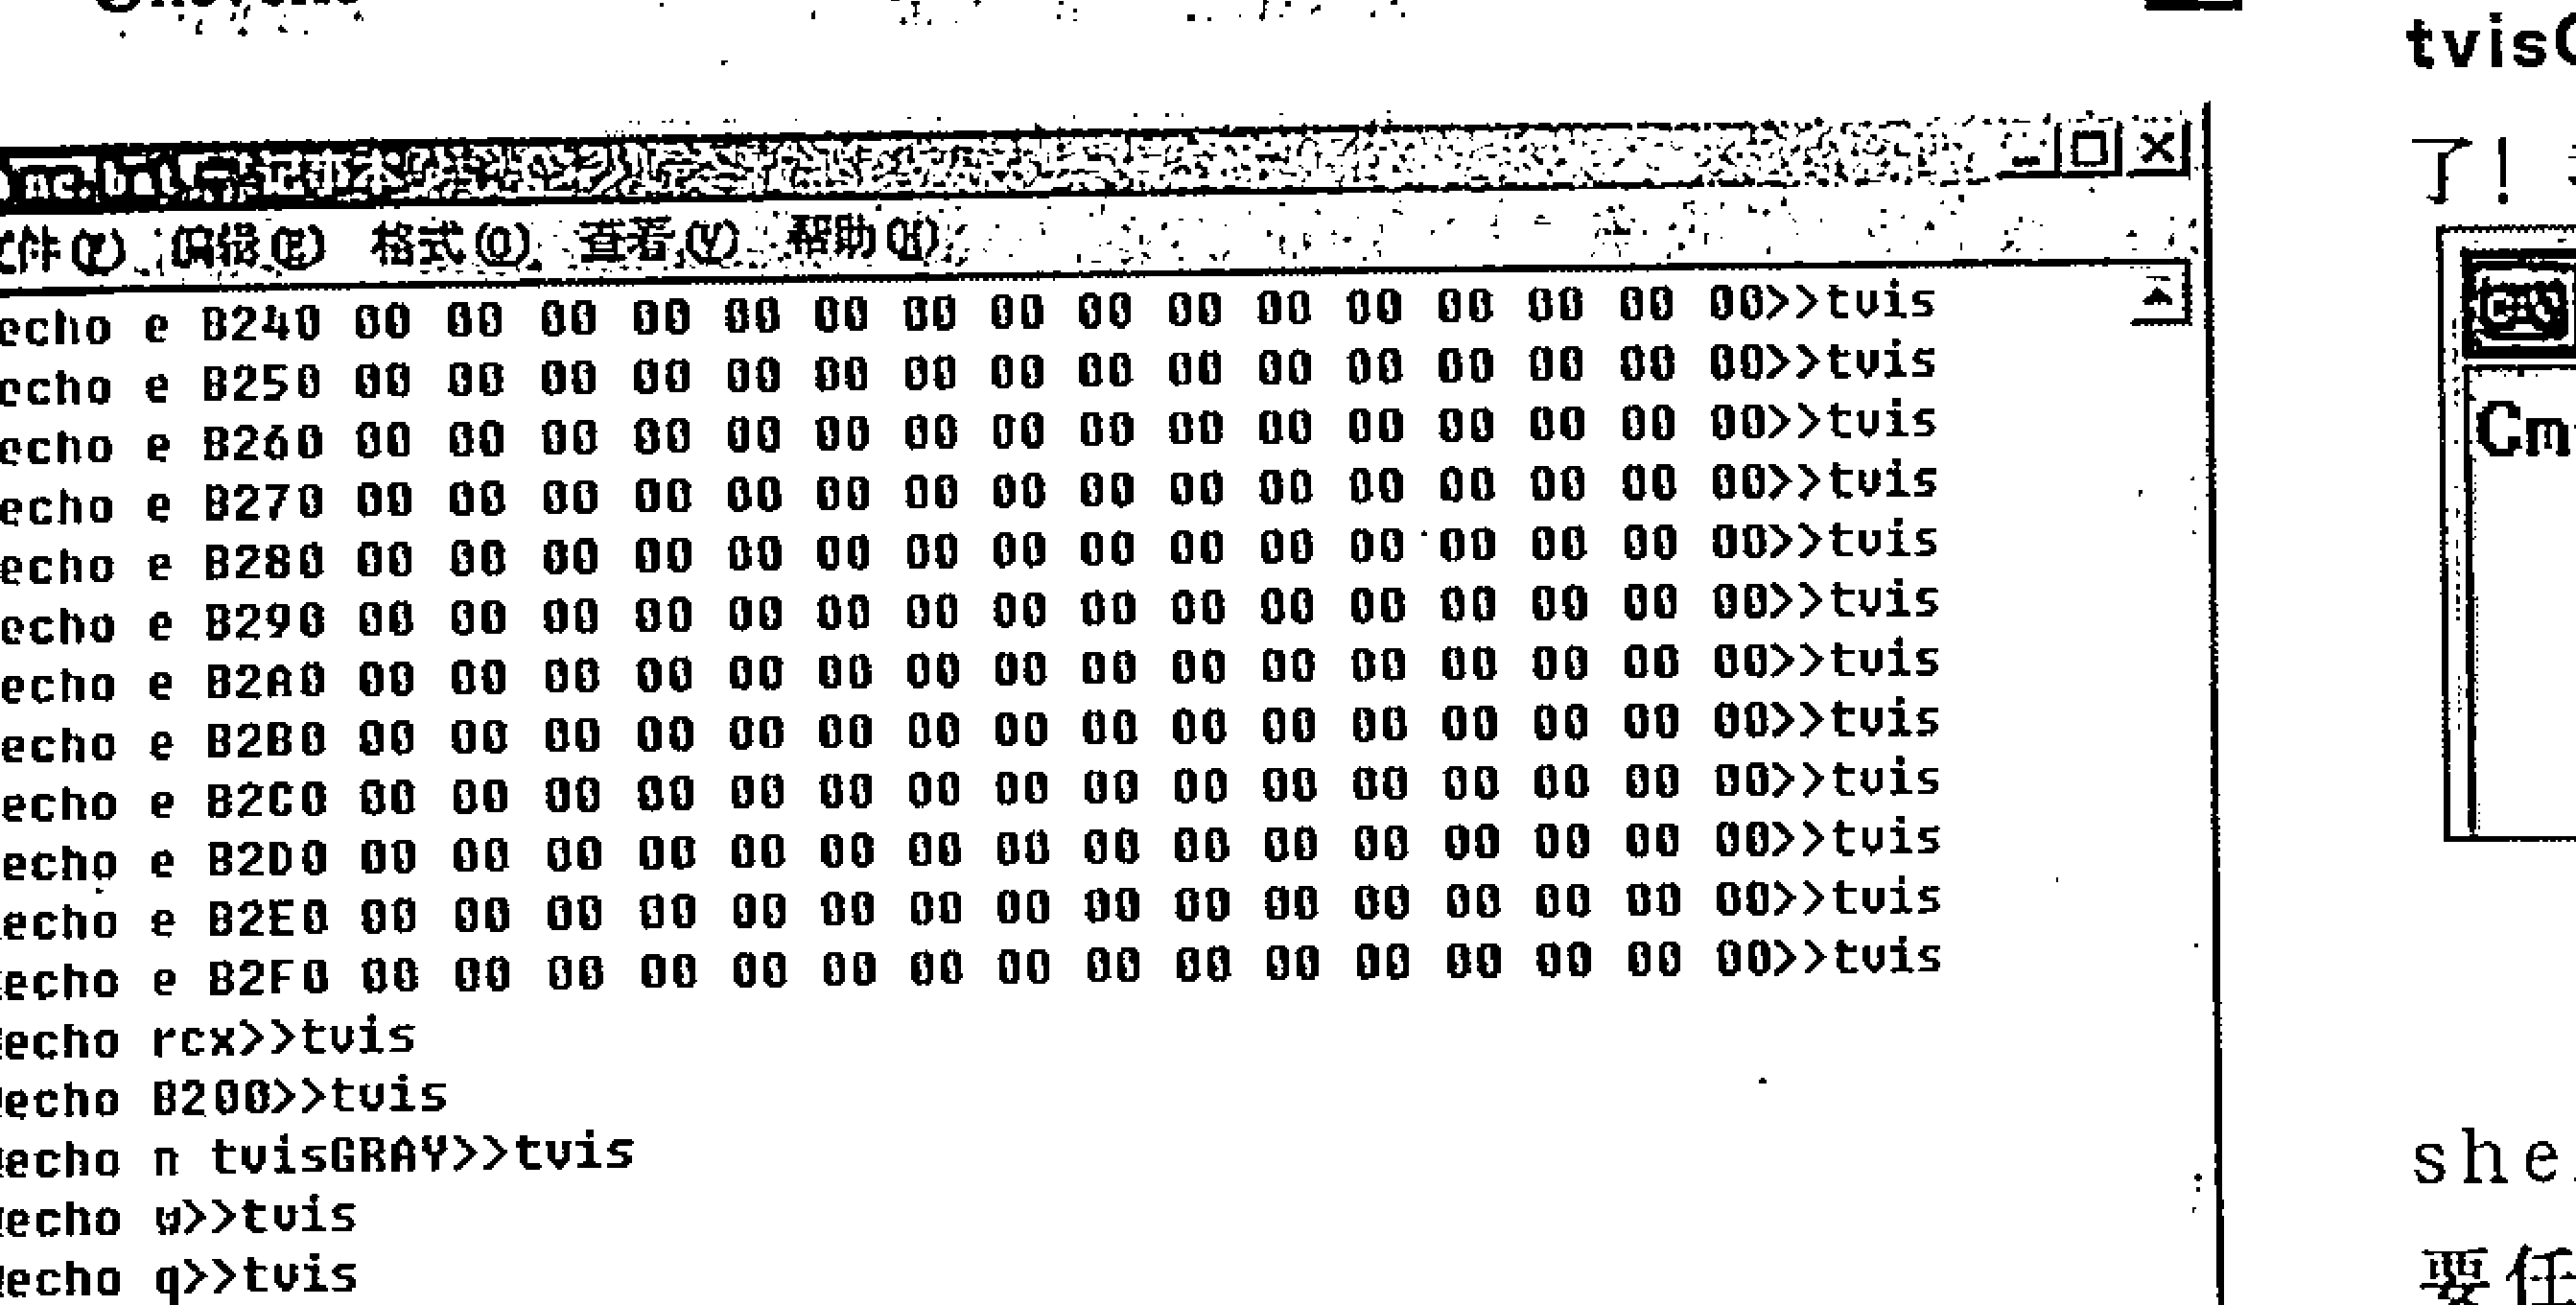 nc.bat - 记事本
文件(F) 编辑(E) 格式(O) 查看(V) 帮助(H)
echo e B240 00 00 00 00 00 00 00 00 00 00 00 00 00 00 00 00>>tvis
echo e B250 00 00 00 00 00 00 00 00 00 00 00 00 00 00 00 00>>tvis
echo e B260 00 00 00 00 00 00 00 00 00 00 00 00 00 00 00 00>>tvis
echo e B270 00 00 00 00 00 00 00 00 00 00 00 00 00 00 00 00>>tvis
echo e B280 00 00 00 00 00 00 00 00 00 00 00 00 00 00 00 00>>tvis
echo e B290 00 00 00 00 00 00 00 00 00 00 00 00 00 00 00 00>>tvis
echo e B2A0 00 00 00 00 00 00 00 00 00 00 00 00 00 00 00 00>>tvis
echo e B2B0 00 00 00 00 00 00 00 00 00 00 00 00 00 00 00 00>>tvis
echo e B2C0 00 00 00 00 00 00 00 00 00 00 00 00 00 00 00 00>>tvis
echo e B2D0 00 00 00 00 00 00 00 00 00 00 00 00 00 00 00 00>>tvis
echo e B2E0 00 00 00 00 00 00 00 00 00 00 00 00 00 00 00 00>>tvis
echo e B2F0 00 00 00 00 00 00 00 00 00 00 00 00 00 00 00 00>>tvis
echo rcx>>tvis
echo B200>>tvis
echo n tvisGRAY>>tvis
echo w>>tvis
echo q>>tvis
tvis
了！
Cm
she
要任